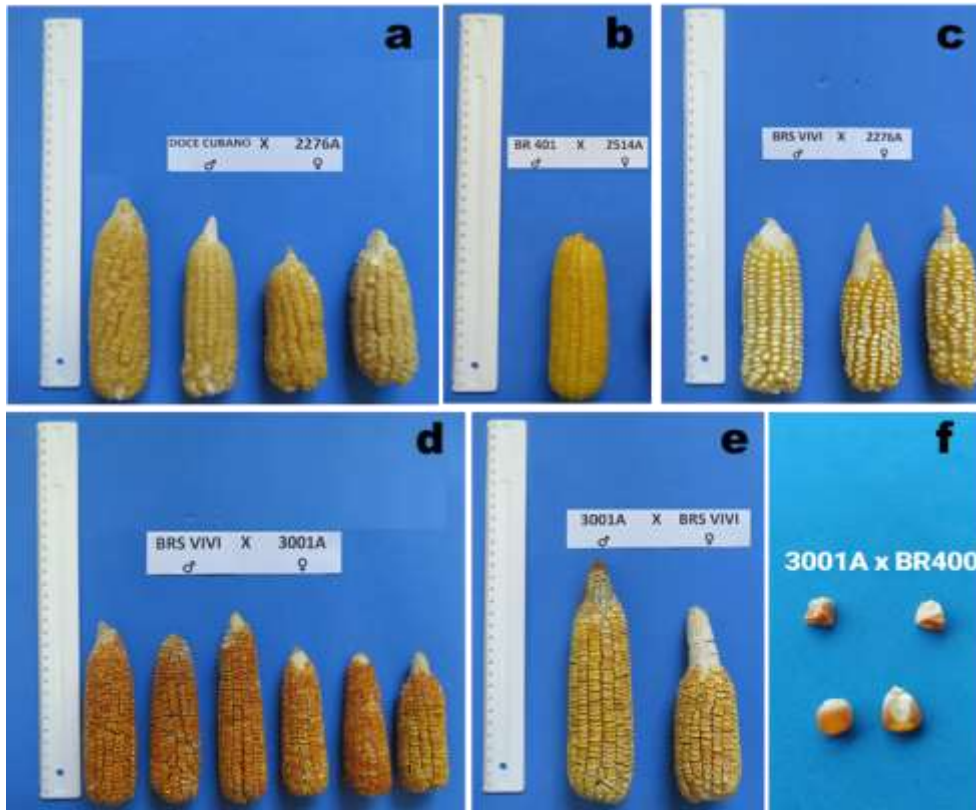 a
DOCE CUBANO X 2276A
♂ ♀
b
BR 401 X 2514A
♂ ♀
c
BRS VIVI X 2276A
♂ ♀
d
BRS VIVI X 3001A
♂ ♀
e
3001A X BRS VIVI
♂ ♀
f
3001A x BR400